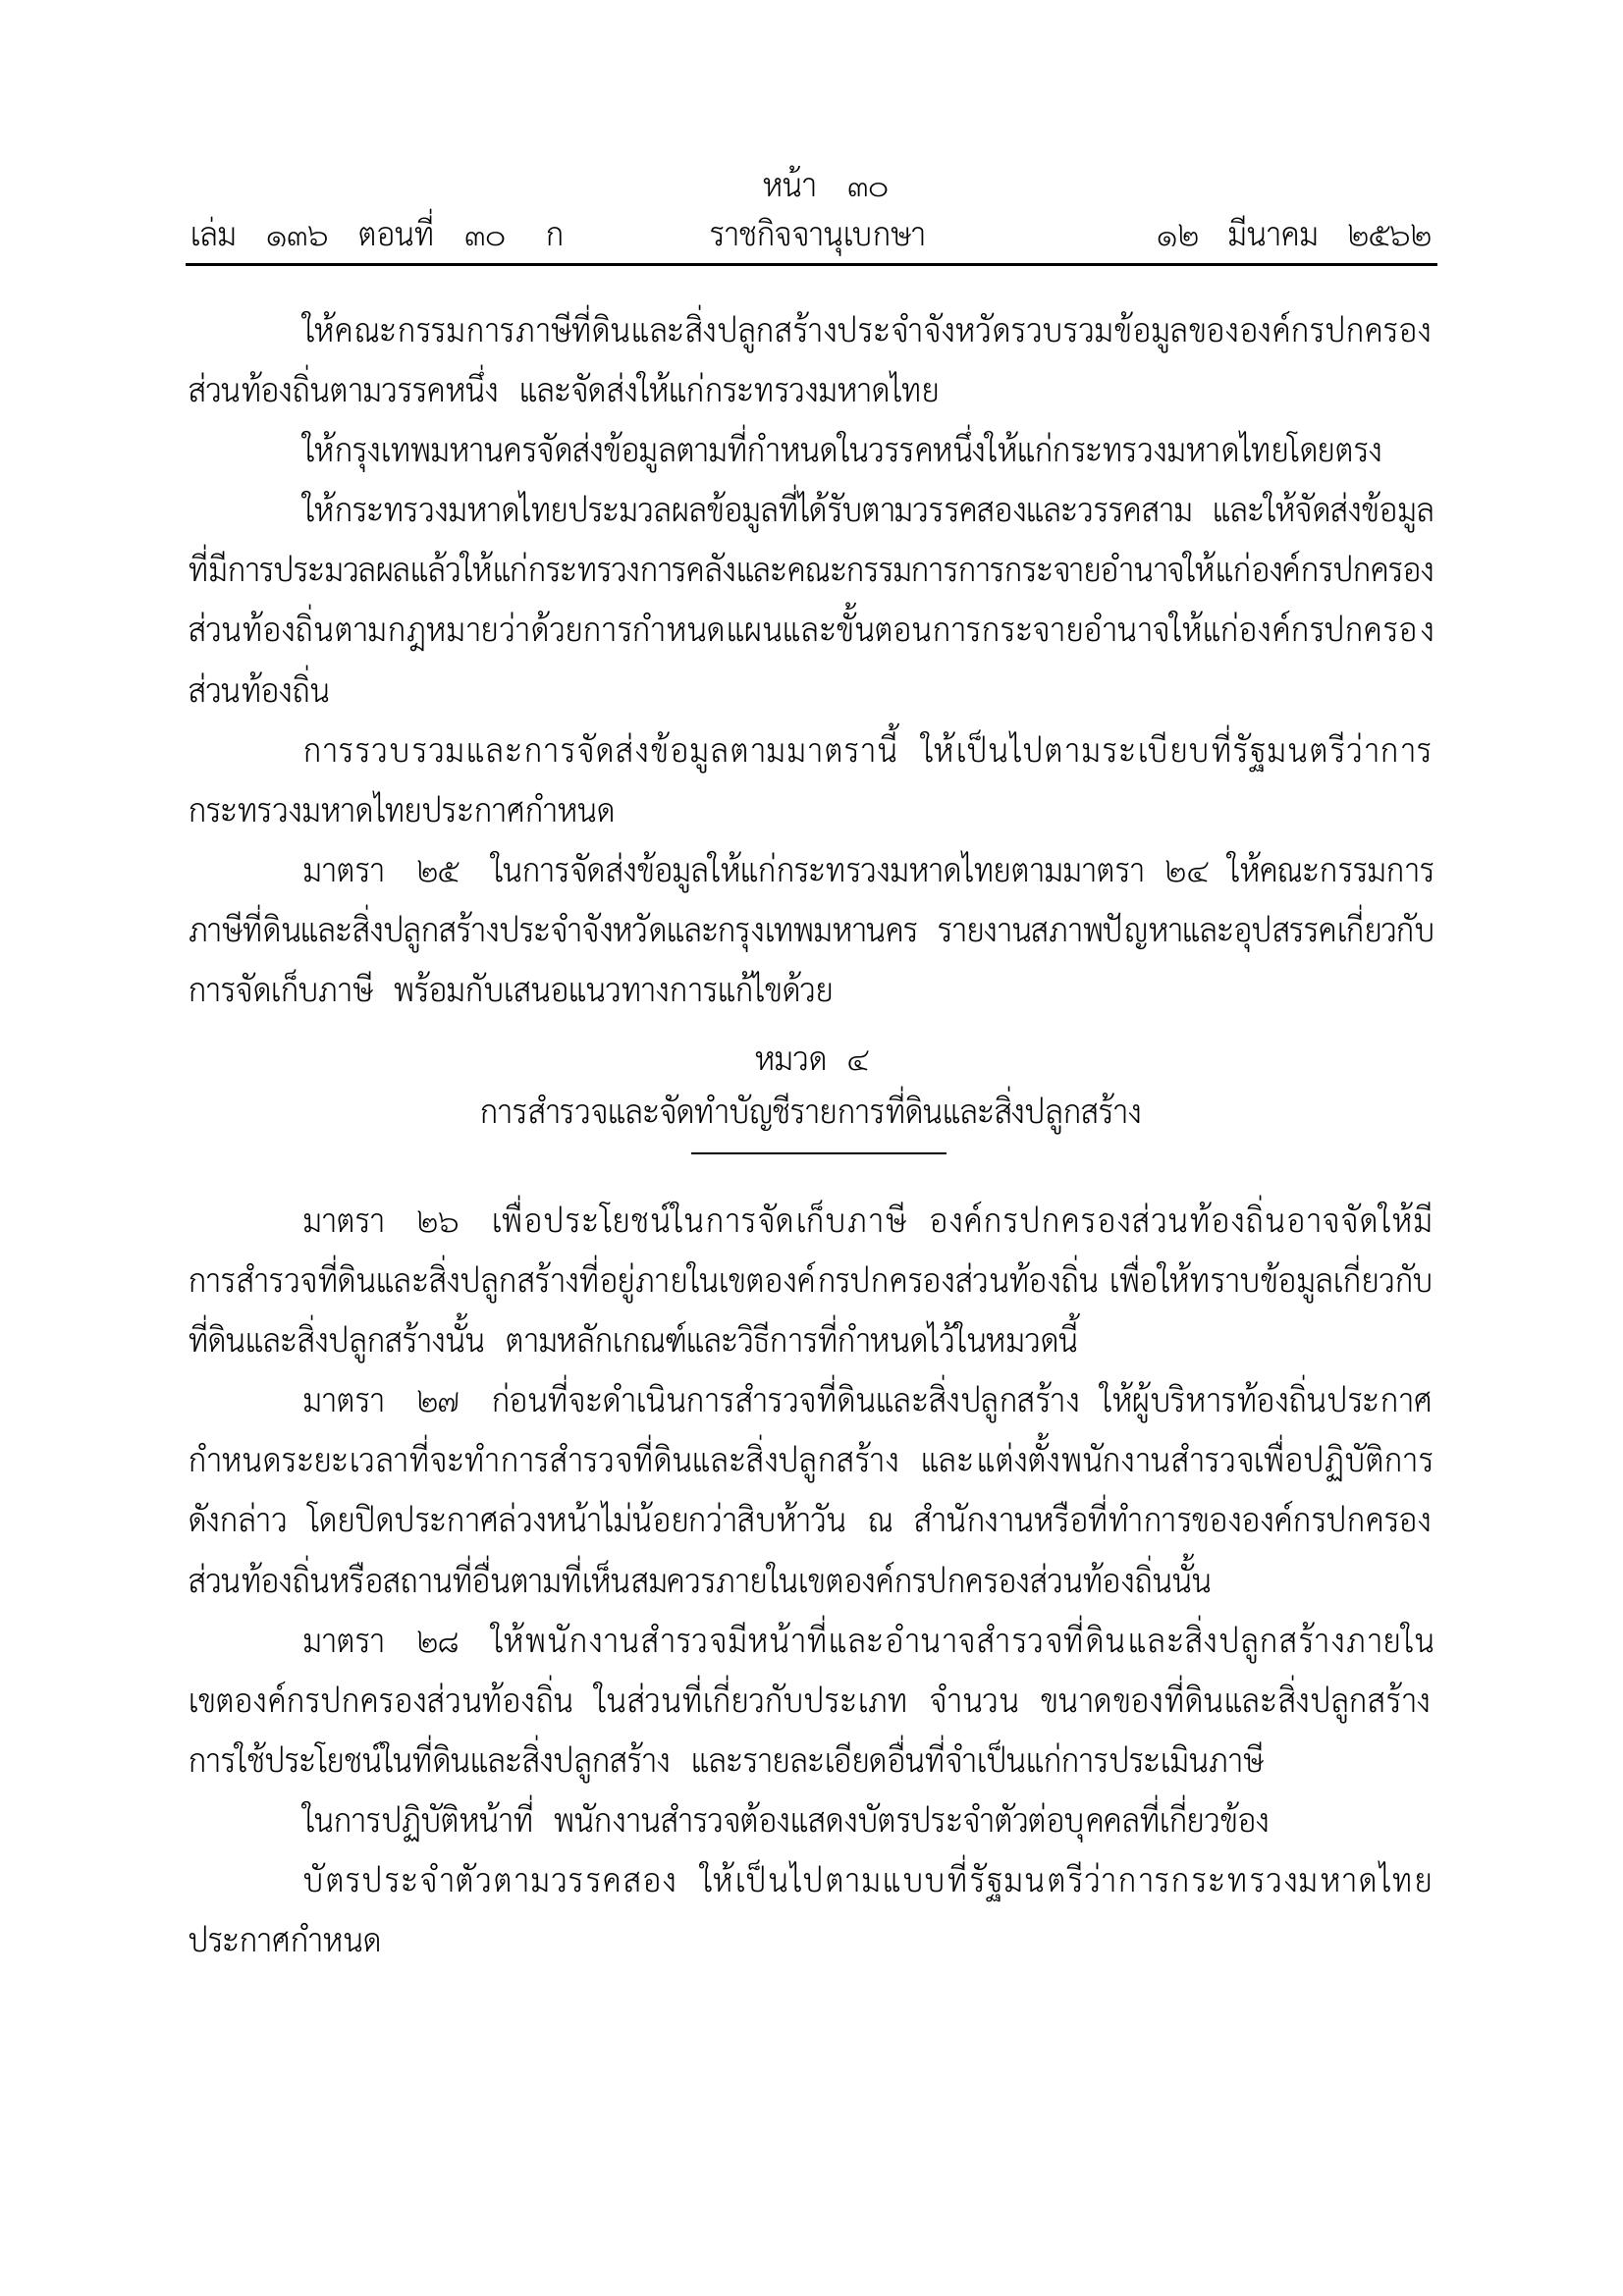 หน้า ๓๐
เล่ม ๑๓๖ ตอนที่ ๓๐ ก ราชกิจจานุเบกษา ๑๒ มีนาคม ๒๕๖๒
ให้คณะกรรมการภาษีที่ดินและสิ่งปลูกสร้างประจำจังหวัดรวบรวมข้อมูลขององค์กรปกครอง
ส่วนท้องถิ่นตามวรรคหนึ่ง และจัดส่งให้แก่กระทรวงมหาดไทย
ให้กรุงเทพมหานครจัดส่งข้อมูลตามที่กำหนดในวรรคหนึ่งให้แก่กระทรวงมหาดไทยโดยตรง
ให้กระทรวงมหาดไทยประมวลผลข้อมูลที่ได้รับตามวรรคสองและวรรคสาม และให้จัดส่งข้อมูล
ที่มีการประมวลผลแล้วให้แก่กระทรวงการคลังและคณะกรรมการการกระจายอำนาจให้แก่องค์กรปกครอง
ส่วนท้องถิ่นตามกฎหมายว่าด้วยการกำหนดแผนและขั้นตอนการกระจายอำนาจให้แก่องค์กรปกครอง
ส่วนท้องถิ่น
การรวบรวมและการจัดส่งข้อมูลตามมาตรานี้ ให้เป็นไปตามระเบียบที่รัฐมนตรีว่าการ
กระทรวงมหาดไทยประกาศกำหนด
มาตรา ๒๕ ในการจัดส่งข้อมูลให้แก่กระทรวงมหาดไทยตามมาตรา ๒๔ ให้คณะกรรมการ
ภาษีที่ดินและสิ่งปลูกสร้างประจำจังหวัดและกรุงเทพมหานคร รายงานสภาพปัญหาและอุปสรรคเกี่ยวกับ
การจัดเก็บภาษี พร้อมกับเสนอแนวทางการแก้ไขด้วย
หมวด ๔
การสำรวจและจัดทำบัญชีรายการที่ดินและสิ่งปลูกสร้าง
มาตรา ๒๖ เพื่อประโยชน์ในการจัดเก็บภาษี องค์กรปกครองส่วนท้องถิ่นอาจจัดให้มี
การสำรวจที่ดินและสิ่งปลูกสร้างที่อยู่ภายในเขตองค์กรปกครองส่วนท้องถิ่น เพื่อให้ทราบข้อมูลเกี่ยวกับ
ที่ดินและสิ่งปลูกสร้างนั้น ตามหลักเกณฑ์และวิธีการที่กำหนดไว้ในหมวดนี้
มาตรา ๒๗ ก่อนที่จะดำเนินการสำรวจที่ดินและสิ่งปลูกสร้าง ให้ผู้บริหารท้องถิ่นประกาศ
กำหนดระยะเวลาที่จะทำการสำรวจที่ดินและสิ่งปลูกสร้าง และแต่งตั้งพนักงานสำรวจเพื่อปฏิบัติการ
ดังกล่าว โดยปิดประกาศล่วงหน้าไม่น้อยกว่าสิบห้าวัน ณ สำนักงานหรือที่ทำการขององค์กรปกครอง
ส่วนท้องถิ่นหรือสถานที่อื่นตามที่เห็นสมควรภายในเขตองค์กรปกครองส่วนท้องถิ่นนั้น
มาตรา ๒๘ ให้พนักงานสำรวจมีหน้าที่และอำนาจสำรวจที่ดินและสิ่งปลูกสร้างภายใน
เขตองค์กรปกครองส่วนท้องถิ่น ในส่วนที่เกี่ยวกับประเภท จำนวน ขนาดของที่ดินและสิ่งปลูกสร้าง
การใช้ประโยชน์ในที่ดินและสิ่งปลูกสร้าง และรายละเอียดอื่นที่จำเป็นแก่การประเมินภาษี
ในการปฏิบัติหน้าที่ พนักงานสำรวจต้องแสดงบัตรประจำตัวต่อบุคคลที่เกี่ยวข้อง
บัตรประจำตัวตามวรรคสอง ให้เป็นไปตามแบบที่รัฐมนตรีว่าการกระทรวงมหาดไทย
ประกาศกำหนด